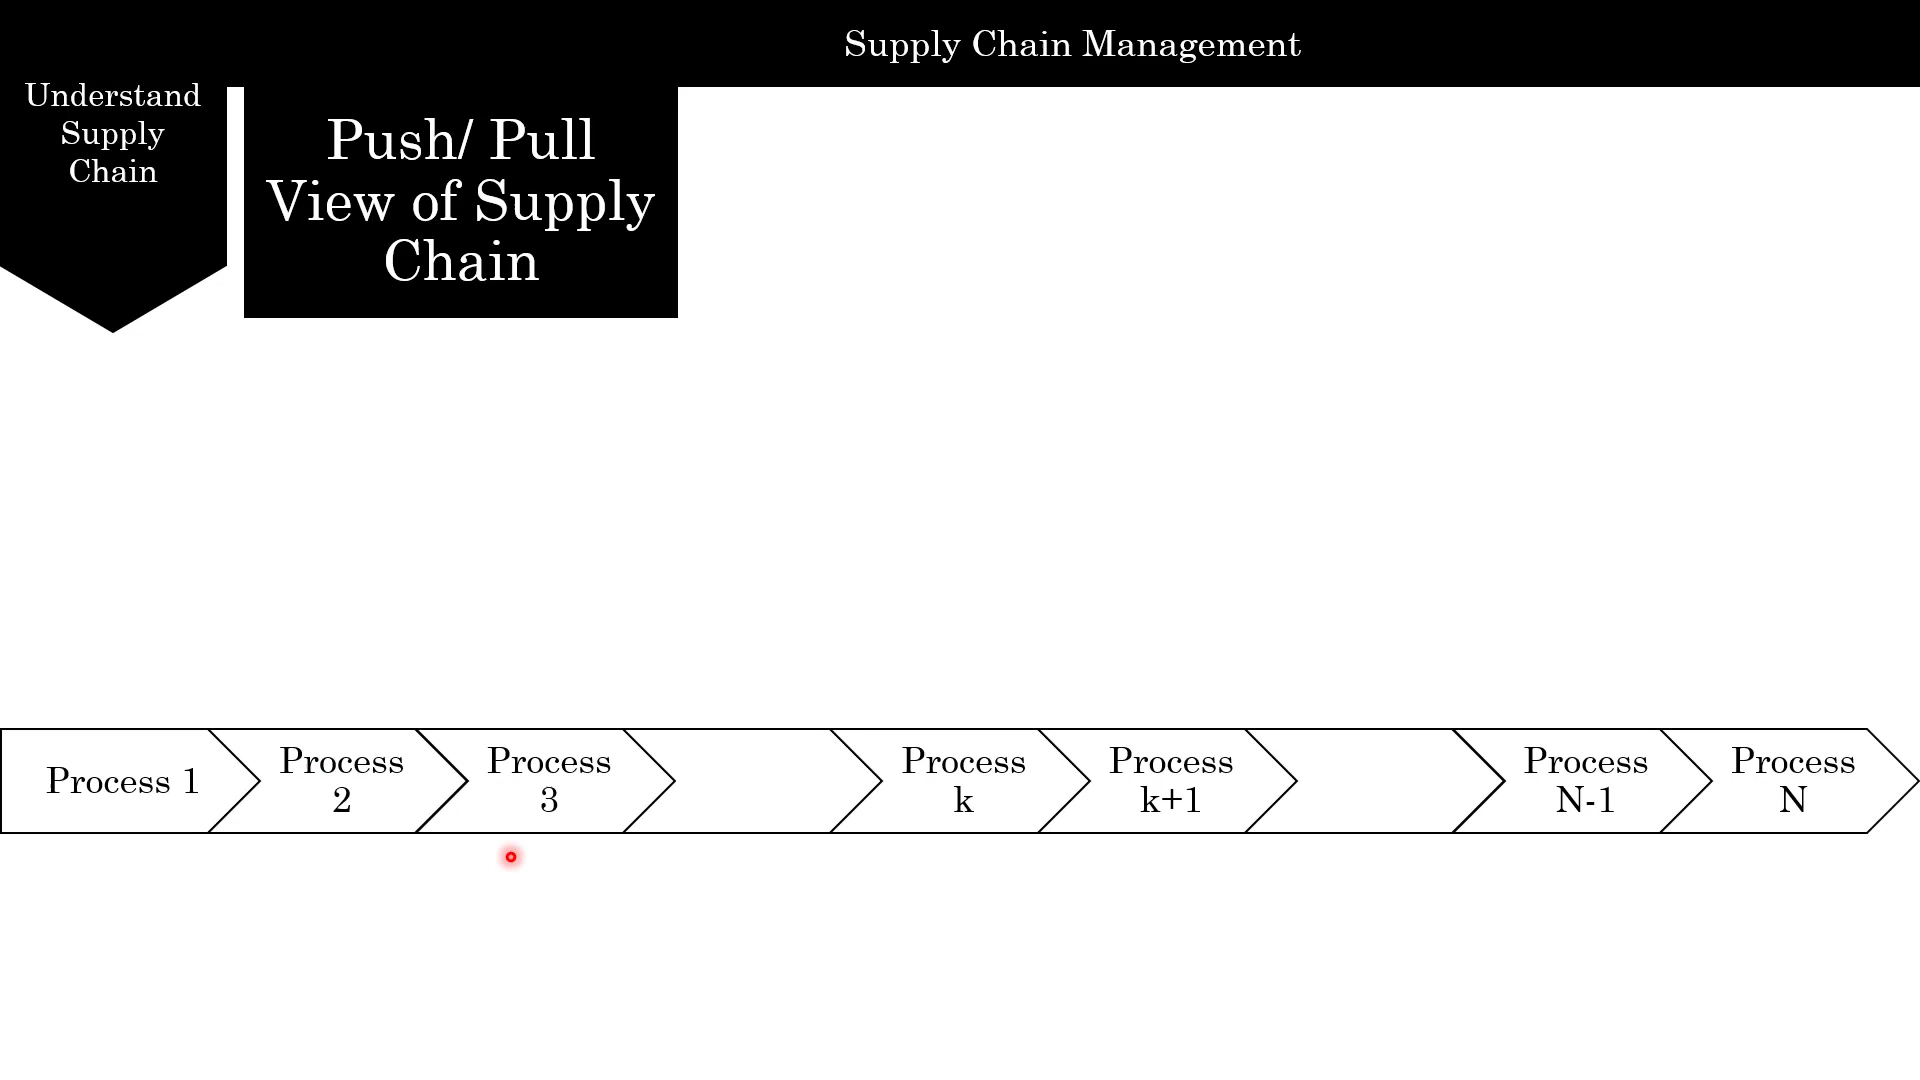 Supply Chain Management
Understand
Supply
Chain
Push/ Pull
View of Supply
Chain
Process 1
Process
2
Process
3
Process
k
Process
k+1
Process
N-1
Process
N